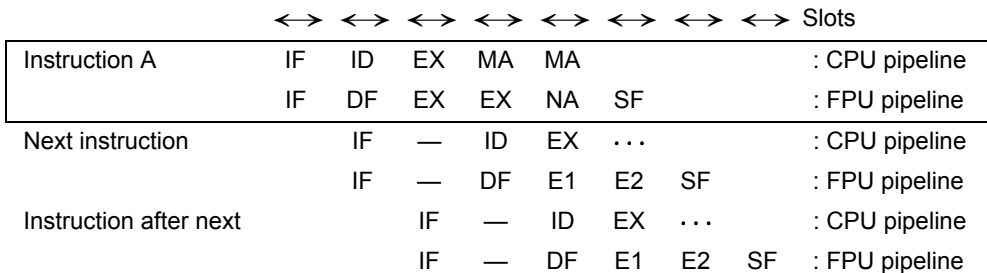 Slots
Instruction A IF ID EX MA MA : CPU pipeline
IF DF EX EX NA SF : FPU pipeline
Next instruction IF — ID EX ... : CPU pipeline
IF — DF E1 E2 SF : FPU pipeline
Instruction after next IF — ID EX ... : CPU pipeline
IF — DF E1 E2 SF : FPU pipeline